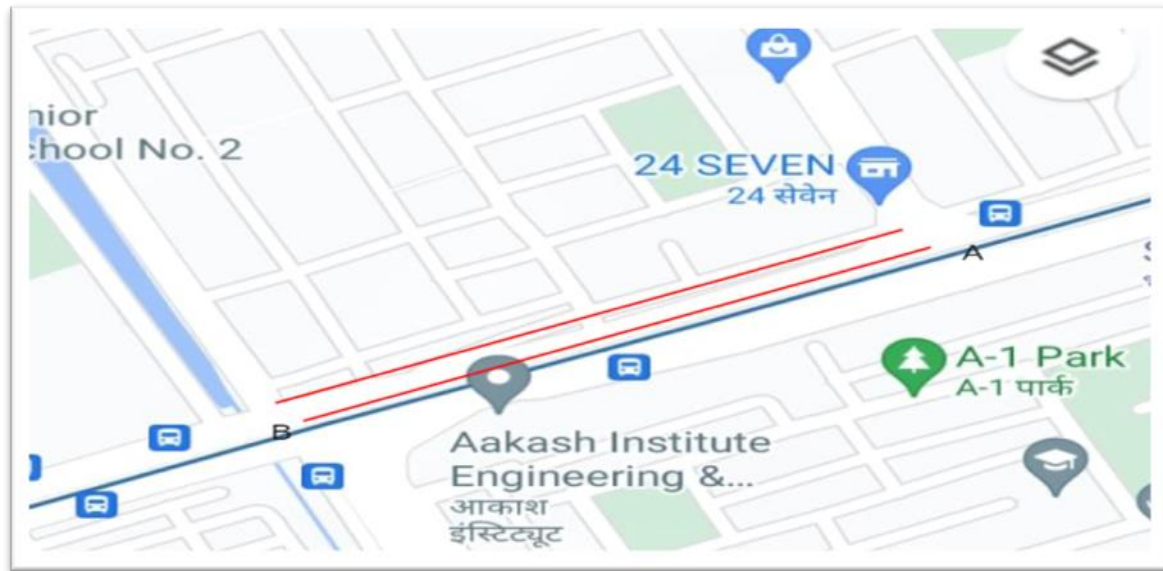 nior
chool No. 2
24 SEVEN
24 सेवेन
A
A-1 Park
A-1 पार्क
B
Aakash Institute
Engineering &...
आकाश
इंस्टिट्यूट